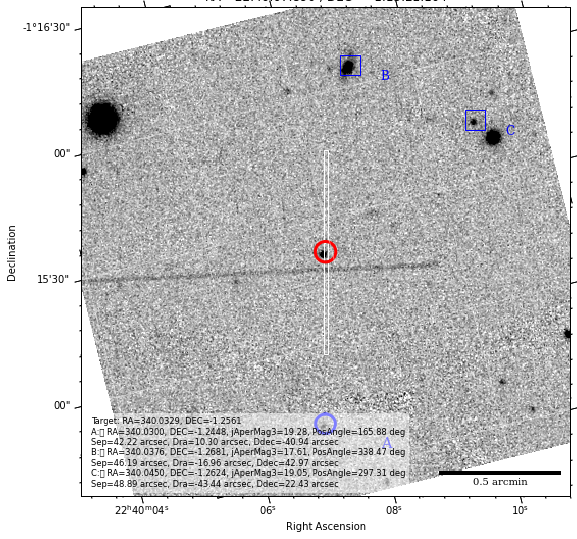 -1°16'30"
B
C
00"
Declination
15'30"
00"
Target: RA=340.0329, DEC=-1.2561
A: RA=340.0300, DEC=-1.2448, jAperMag3=19.28, PosAngle=165.88 deg
Sep=42.22 arcsec, Dra=10.30 arcsec, Ddec=-40.94 arcsec
A
B: RA=340.0376, DEC=-1.2681, jAperMag3=17.61, PosAngle=338.47 deg
Sep=46.19 arcsec, Dra=-16.96 arcsec, Ddec=42.97 arcsec
C: RA=340.0450, DEC=-1.2624, jAperMag3=19.05, PosAngle=297.31 deg
Sep=48.89 arcsec, Dra=-43.44 arcsec, Ddec=22.43 arcsec
0.5 arcmin
22h40m04s 06s 08s 10s
Right Ascension